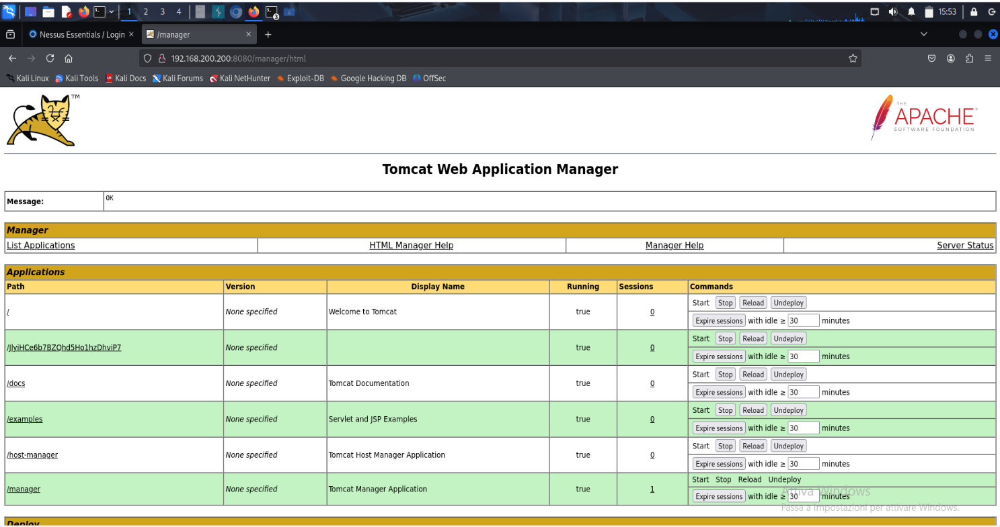 1 2 3 4 3 15:53
Nessus Essentials / Login × /manager × +
192.168.200.200:8080/manager/html
Kali Linux Kali Tools Kali Docs Kali Forums Kali NetHunter Exploit-DB Google Hacking DB OffSec
TM
THE
APACHE
SOFTWARE FOUNDATION
Tomcat Web Application Manager
Message: OK
Manager
List Applications HTML Manager Help Manager Help Server Status
Applications
Path Version Display Name Running Sessions Commands
/ None specified Welcome to Tomcat true 0 Start Stop Reload Undeploy
Expire sessions with idle ≥ 30 minutes
/JlyiHCe6b7BZQhd5Ho1hzDhviP7 None specified true 0 Start Stop Reload Undeploy
Expire sessions with idle ≥ 30 minutes
/docs None specified Tomcat Documentation true 0 Start Stop Reload Undeploy
Expire sessions with idle ≥ 30 minutes
/examples None specified Servlet and JSP Examples true 0 Start Stop Reload Undeploy
Expire sessions with idle ≥ 30 minutes
/host-manager None specified Tomcat Host Manager Application true 0 Start Stop Reload Undeploy
Expire sessions with idle ≥ 30 minutes
/manager None specified Tomcat Manager Application true 1 Start Stop Reload Undeploy
Expire sessions with idle ≥ 30 minutes
Attiva Windows
Passa a Impostazioni per attivare Windows.
Deploy